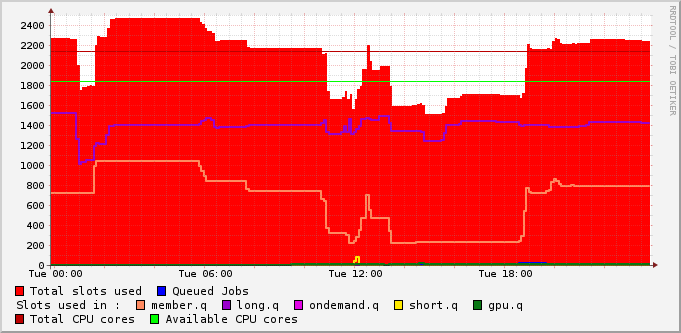 RRDTOOL / TOBI OETIKER
2400
2200
2000
1800
1600
1400
1200
1000
800
600
400
200
0
Tue 00:00 Tue 06:00 Tue 12:00 Tue 18:00
Total slots used Queued Jobs
Slots used in : member.q long.q ondemand.q short.q gpu.q
Total CPU cores Available CPU cores